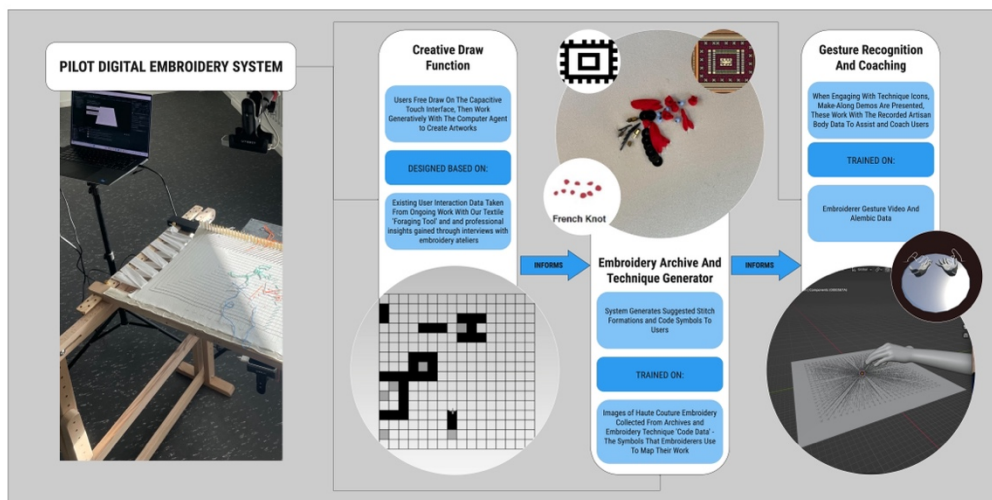 PILOT DIGITAL EMBROIDERY SYSTEM
Creative Draw
Function
Users Free Draw On The Capacitive
Touch Interface, Then Work
Generatively With The Computer Agent
to Create Artworks
DESIGNED BASED ON:
Existing User Interaction Data Taken
From Ongoing Work With Our Textile
'Foraging Tool' and and professional
insights gained through interviews with
embroidery ateliers
INFORMS
French Knot
Embroidery Archive And
Technique Generator
System Generates Suggested Stitch
Formations and Code Symbols To
Users
TRAINED ON:
Images of Haute Couture Embroidery
Collected From Archives and
Embroidery Technique 'Code Data' -
The Symbols That Embroiderers Use
To Map Their Work
INFORMS
Gesture Recognition
And Coaching
When Engaging With Technique Icons,
Make-Along Demos Are Presented,
These Work With The Recorded Artisan
Body Data To Assist and Coach Users
TRAINED ON:
Embroiderer Gesture Video And
Alembic Data